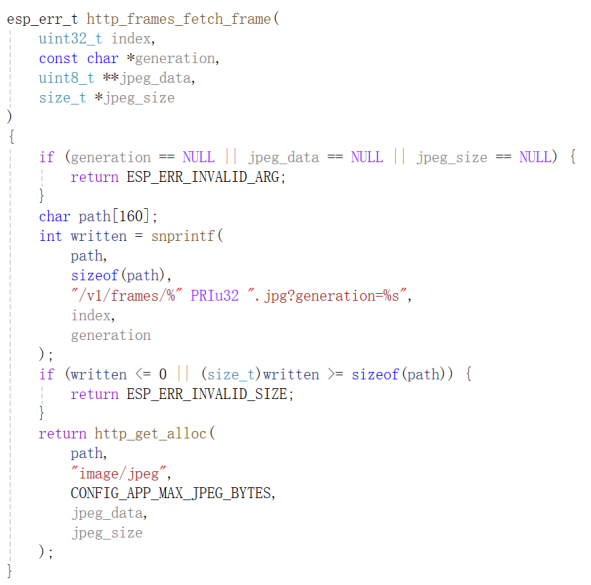 esp_err_t http_frames_fetch_frame(
    uint32_t index,
    const char *generation,
    uint8_t **jpeg_data,
    size_t *jpeg_size
)
{
    if (generation == NULL || jpeg_data == NULL || jpeg_size == NULL) {
        return ESP_ERR_INVALID_ARG;
    }
    char path[160];
    int written = snprintf(
        path,
        sizeof(path),
        "/v1/frames/%" PRIu32 ".jpg?generation=%s",
        index,
        generation
    );
    if (written <= 0 || (size_t)written >= sizeof(path)) {
        return ESP_ERR_INVALID_SIZE;
    }
    return http_get_alloc(
        path,
        "image/jpeg",
        CONFIG_APP_MAX_JPEG_BYTES,
        jpeg_data,
        jpeg_size
    );
}